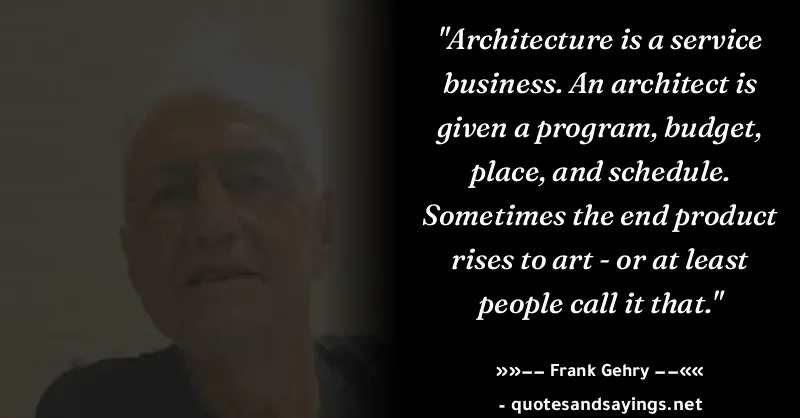 "Architecture is a service
business. An architect is
given a program, budget,
place, and schedule.
Sometimes the end product
rises to art - or at least
people call it that."
»»–– Frank Gehry ––««
- quotesandsayings.net